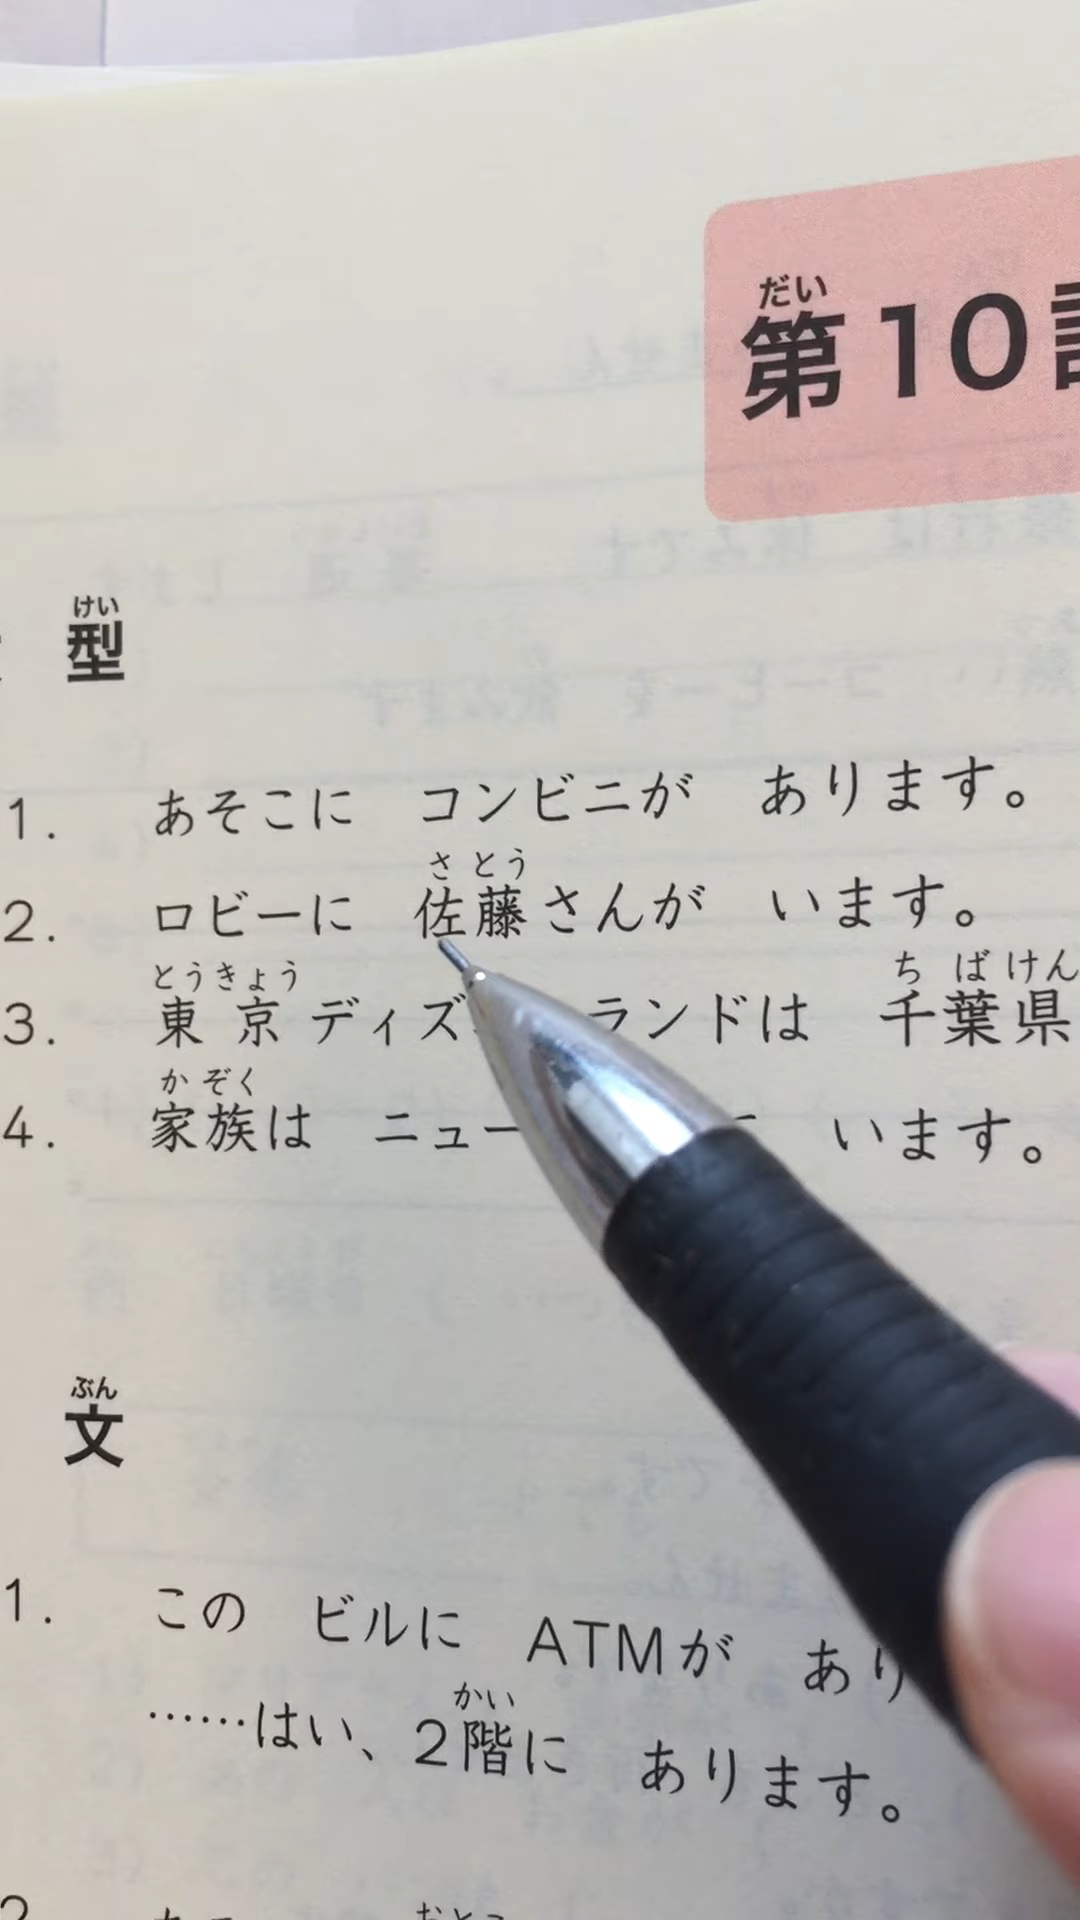 だい
第10
けい
型
1. あそこに コンビニが あります。
さ とう
2. ロビーに 佐藤さんが います。
とうきょう ち ば けん
3. 東京ディズ ランドは 千葉県
か ぞく
4. 家族は ニュー います。
ぶん
文
1. この ビルに ATMが あり
かい
……はい、2階に あります。